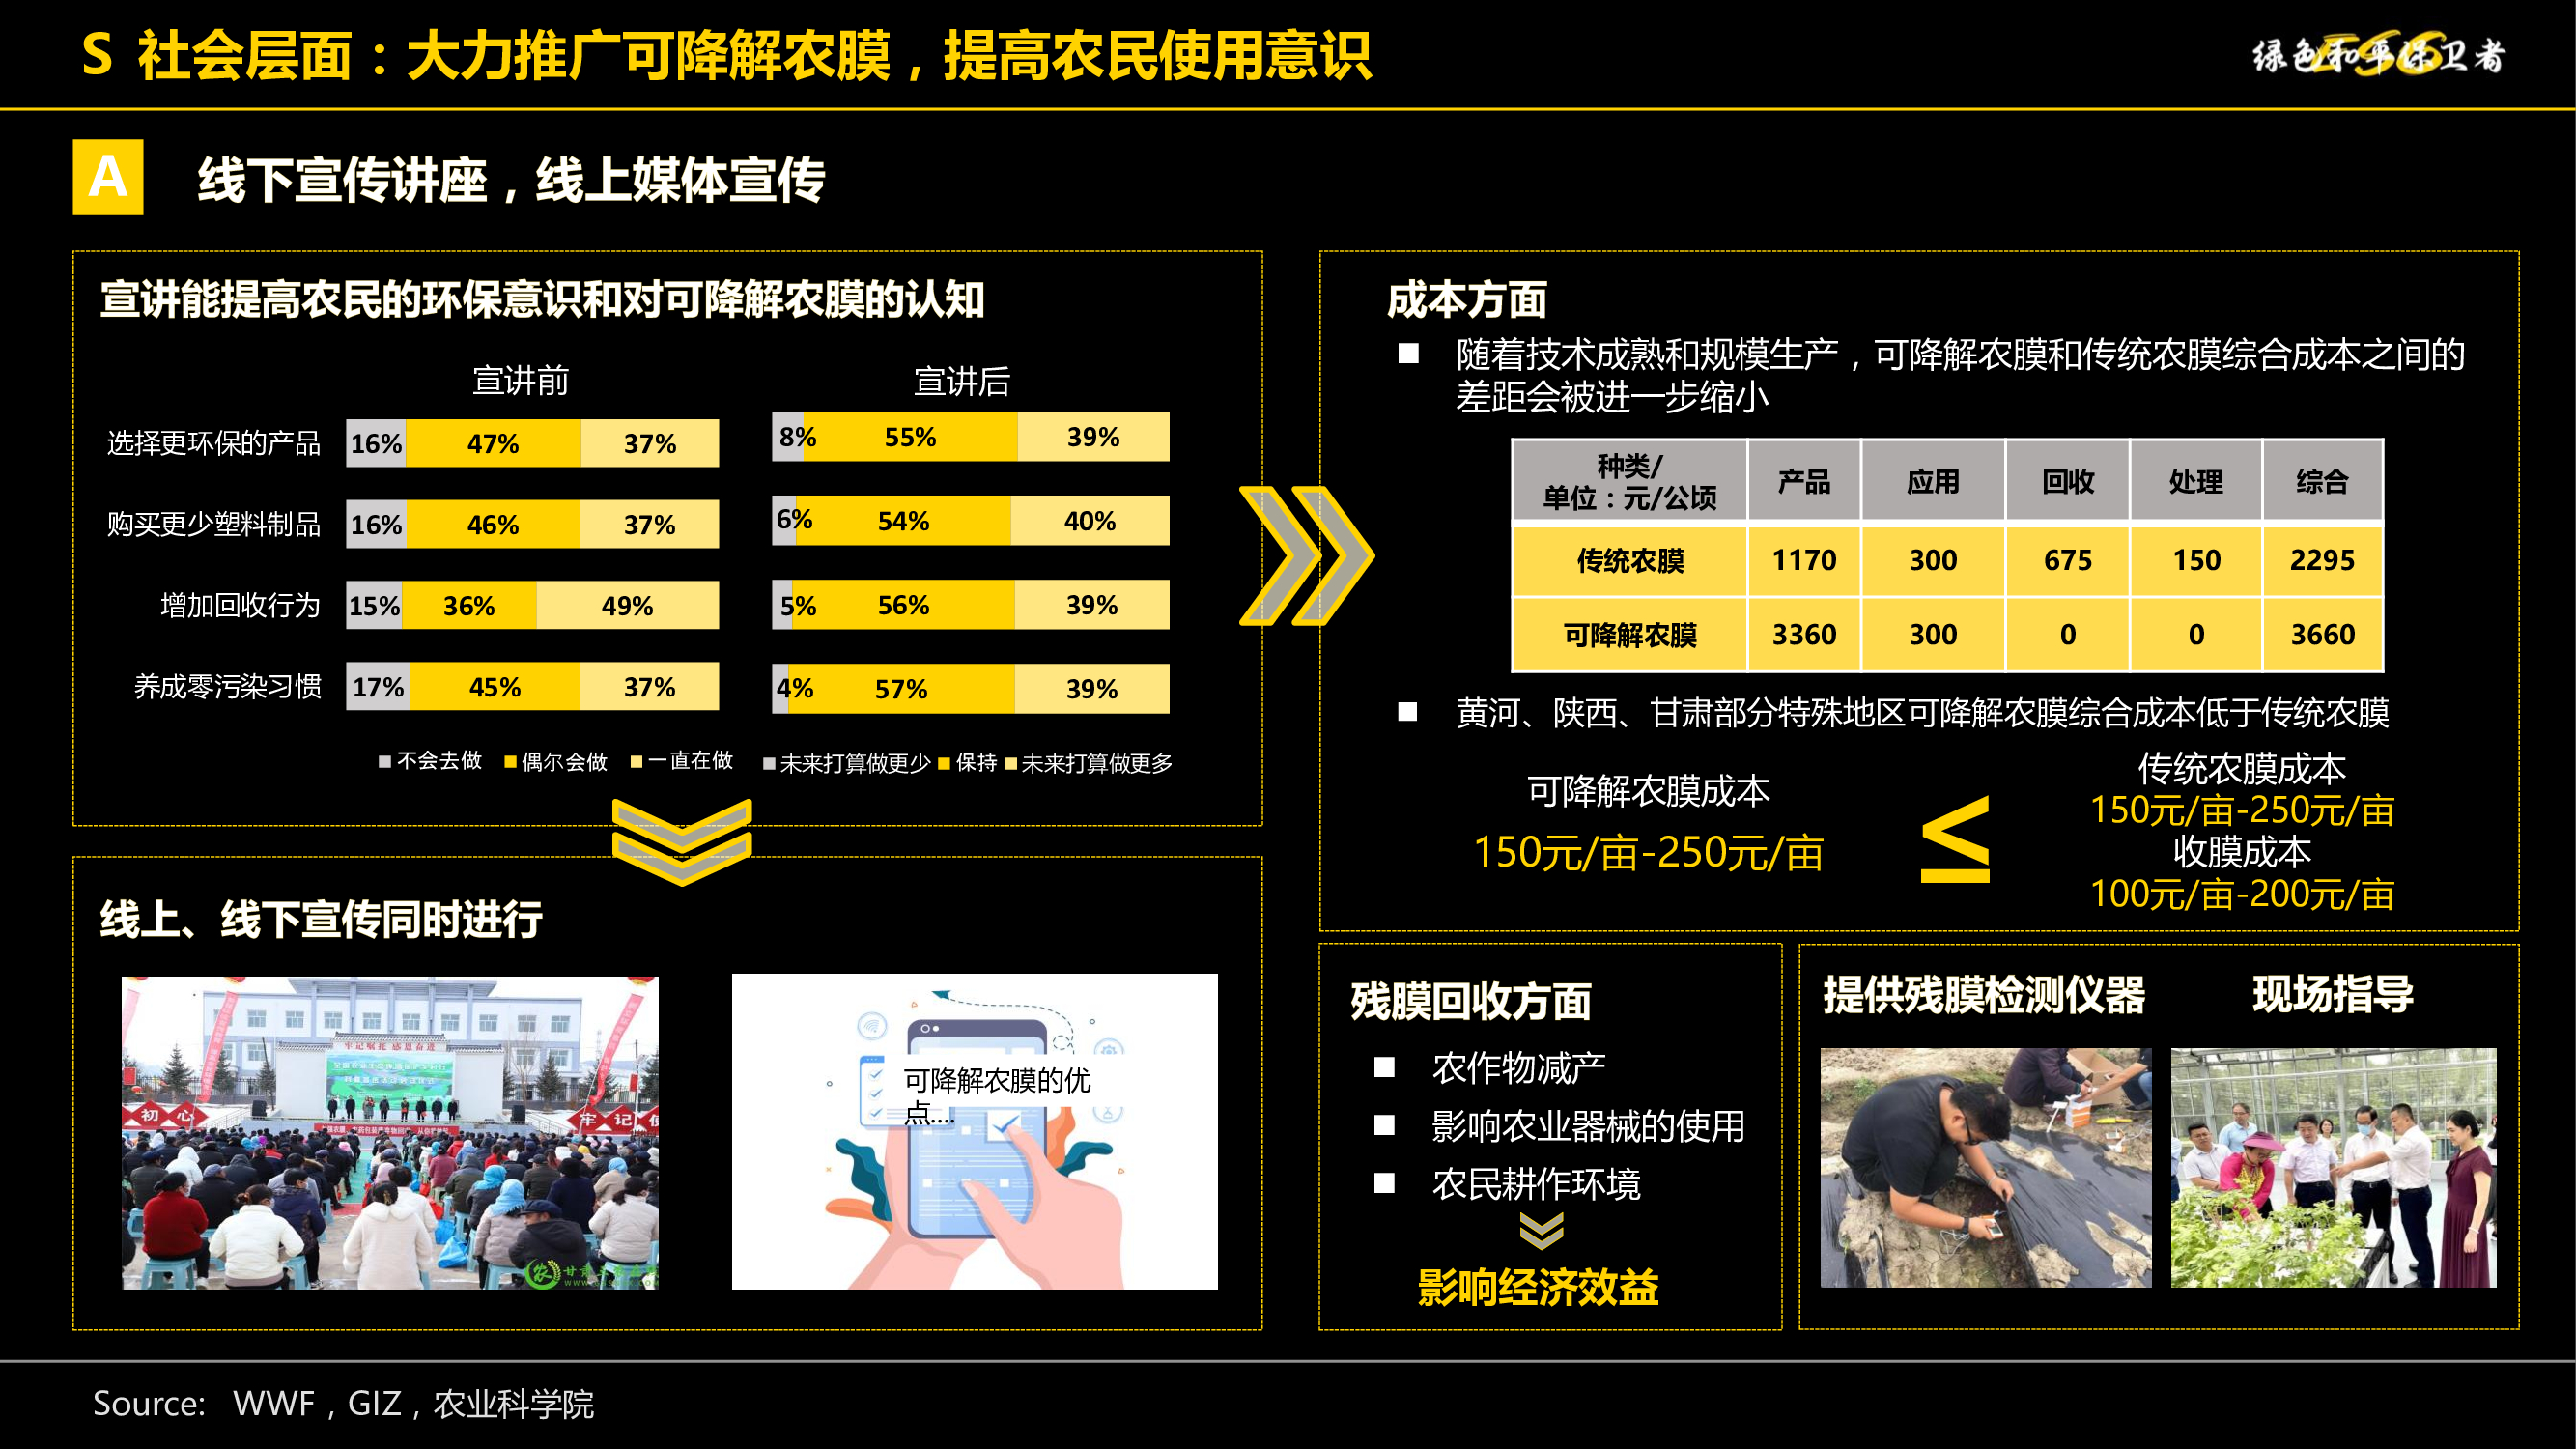 S 社会层面：大力推广可降解农膜，提高农民使用意识
绿色和平保卫者
A
线下宣传讲座，线上媒体宣传
宣讲能提高农民的环保意识和对可降解农膜的认知
宣讲前
选择更环保的产品 16% 47% 37%
购买更少塑料制品 16% 46% 37%
增加回收行为 15% 36% 49%
养成零污染习惯 17% 45% 37%
不会去做 偶尔会做 一直在做
宣讲后
8% 55% 39%
6% 54% 40%
5% 56% 39%
4% 57% 39%
未来打算做更少 保持 未来打算做更多
线上、线下宣传同时进行
牢记嘱托 感恩奋进
初心
牢记
可降解农膜的优
点....
成本方面
随着技术成熟和规模生产，可降解农膜和传统农膜综合成本之间的
差距会被进一步缩小
种类/
单位：元/公顷 产品 应用 回收 处理 综合
传统农膜 1170 300 675 150 2295
可降解农膜 3360 300 0 0 3660
黄河、陕西、甘肃部分特殊地区可降解农膜综合成本低于传统农膜
可降解农膜成本
150元/亩-250元/亩
≤
传统农膜成本
150元/亩-250元/亩
收膜成本
100元/亩-200元/亩
残膜回收方面
农作物减产
影响农业器械的使用
农民耕作环境
影响经济效益
提供残膜检测仪器
现场指导
Source: WWF，GIZ，农业科学院